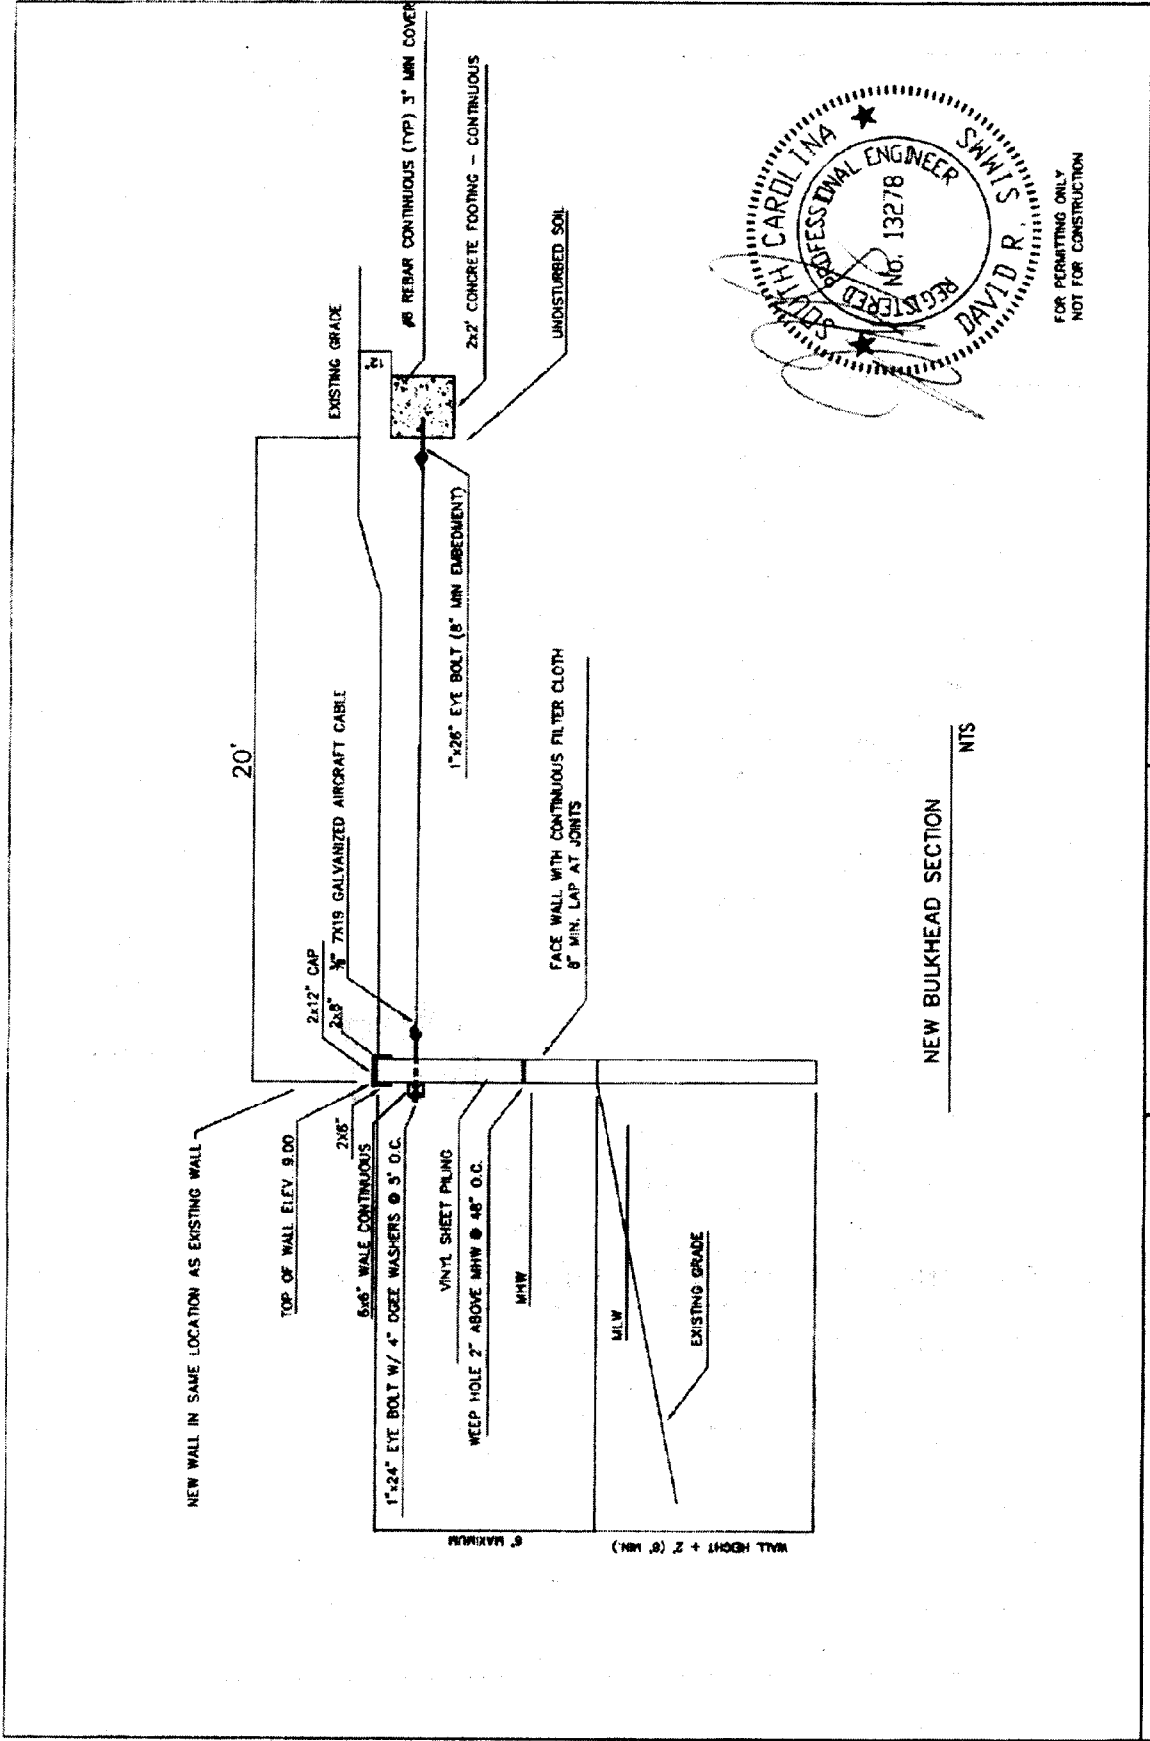 NEW WALL IN SAME LOCATION AS EXISTING WALL
20'
TOP OF WALL ELEV. 9.00
2x12" CAP
2x8"
7X19 GALVANIZED AIRCRAFT CABLE
2X6"
6x6" WALE CONTINUOUS
1"x24" EYE BOLT W/ 4" OGEE WASHERS @ 5' O.C.
VINYL SHEET PILING
WEEP HOLE 2" ABOVE MHW @ 48" O.C.
MHW
MLW
EXISTING GRADE
6' MAXIMUM
WALL HEIGHT + 2' (8' MIN.)
EXISTING GRADE
12"
#8 REBAR CONTINUOUS (TYP) 3" MIN COVER
2x2' CONCRETE FOOTING - CONTINUOUS
UNDISTURBED SOIL
1"x26" EYE BOLT (8" MIN EMBEDMENT)
FACE WALL WITH CONTINUOUS FILTER CLOTH
8" MIN. LAP AT JOINTS
NEW BULKHEAD SECTION
NTS
SOUTH CAROLINA
REGISTERED PROFESSIONAL ENGINEER
No. 13278
DAVID R. SIMMS
FOR PERMITTING ONLY
NOT FOR CONSTRUCTION